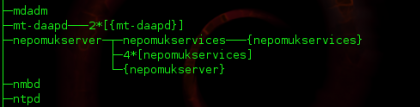 ├─mdadm
├─mt-daapd───2*[{mt-daapd}]
├─nepomukserver─┬─nepomukservices───{nepomukservices}
│               ├─4*[nepomukservices]
│               └─{nepomukserver}
├─nmbd
├─ntpd